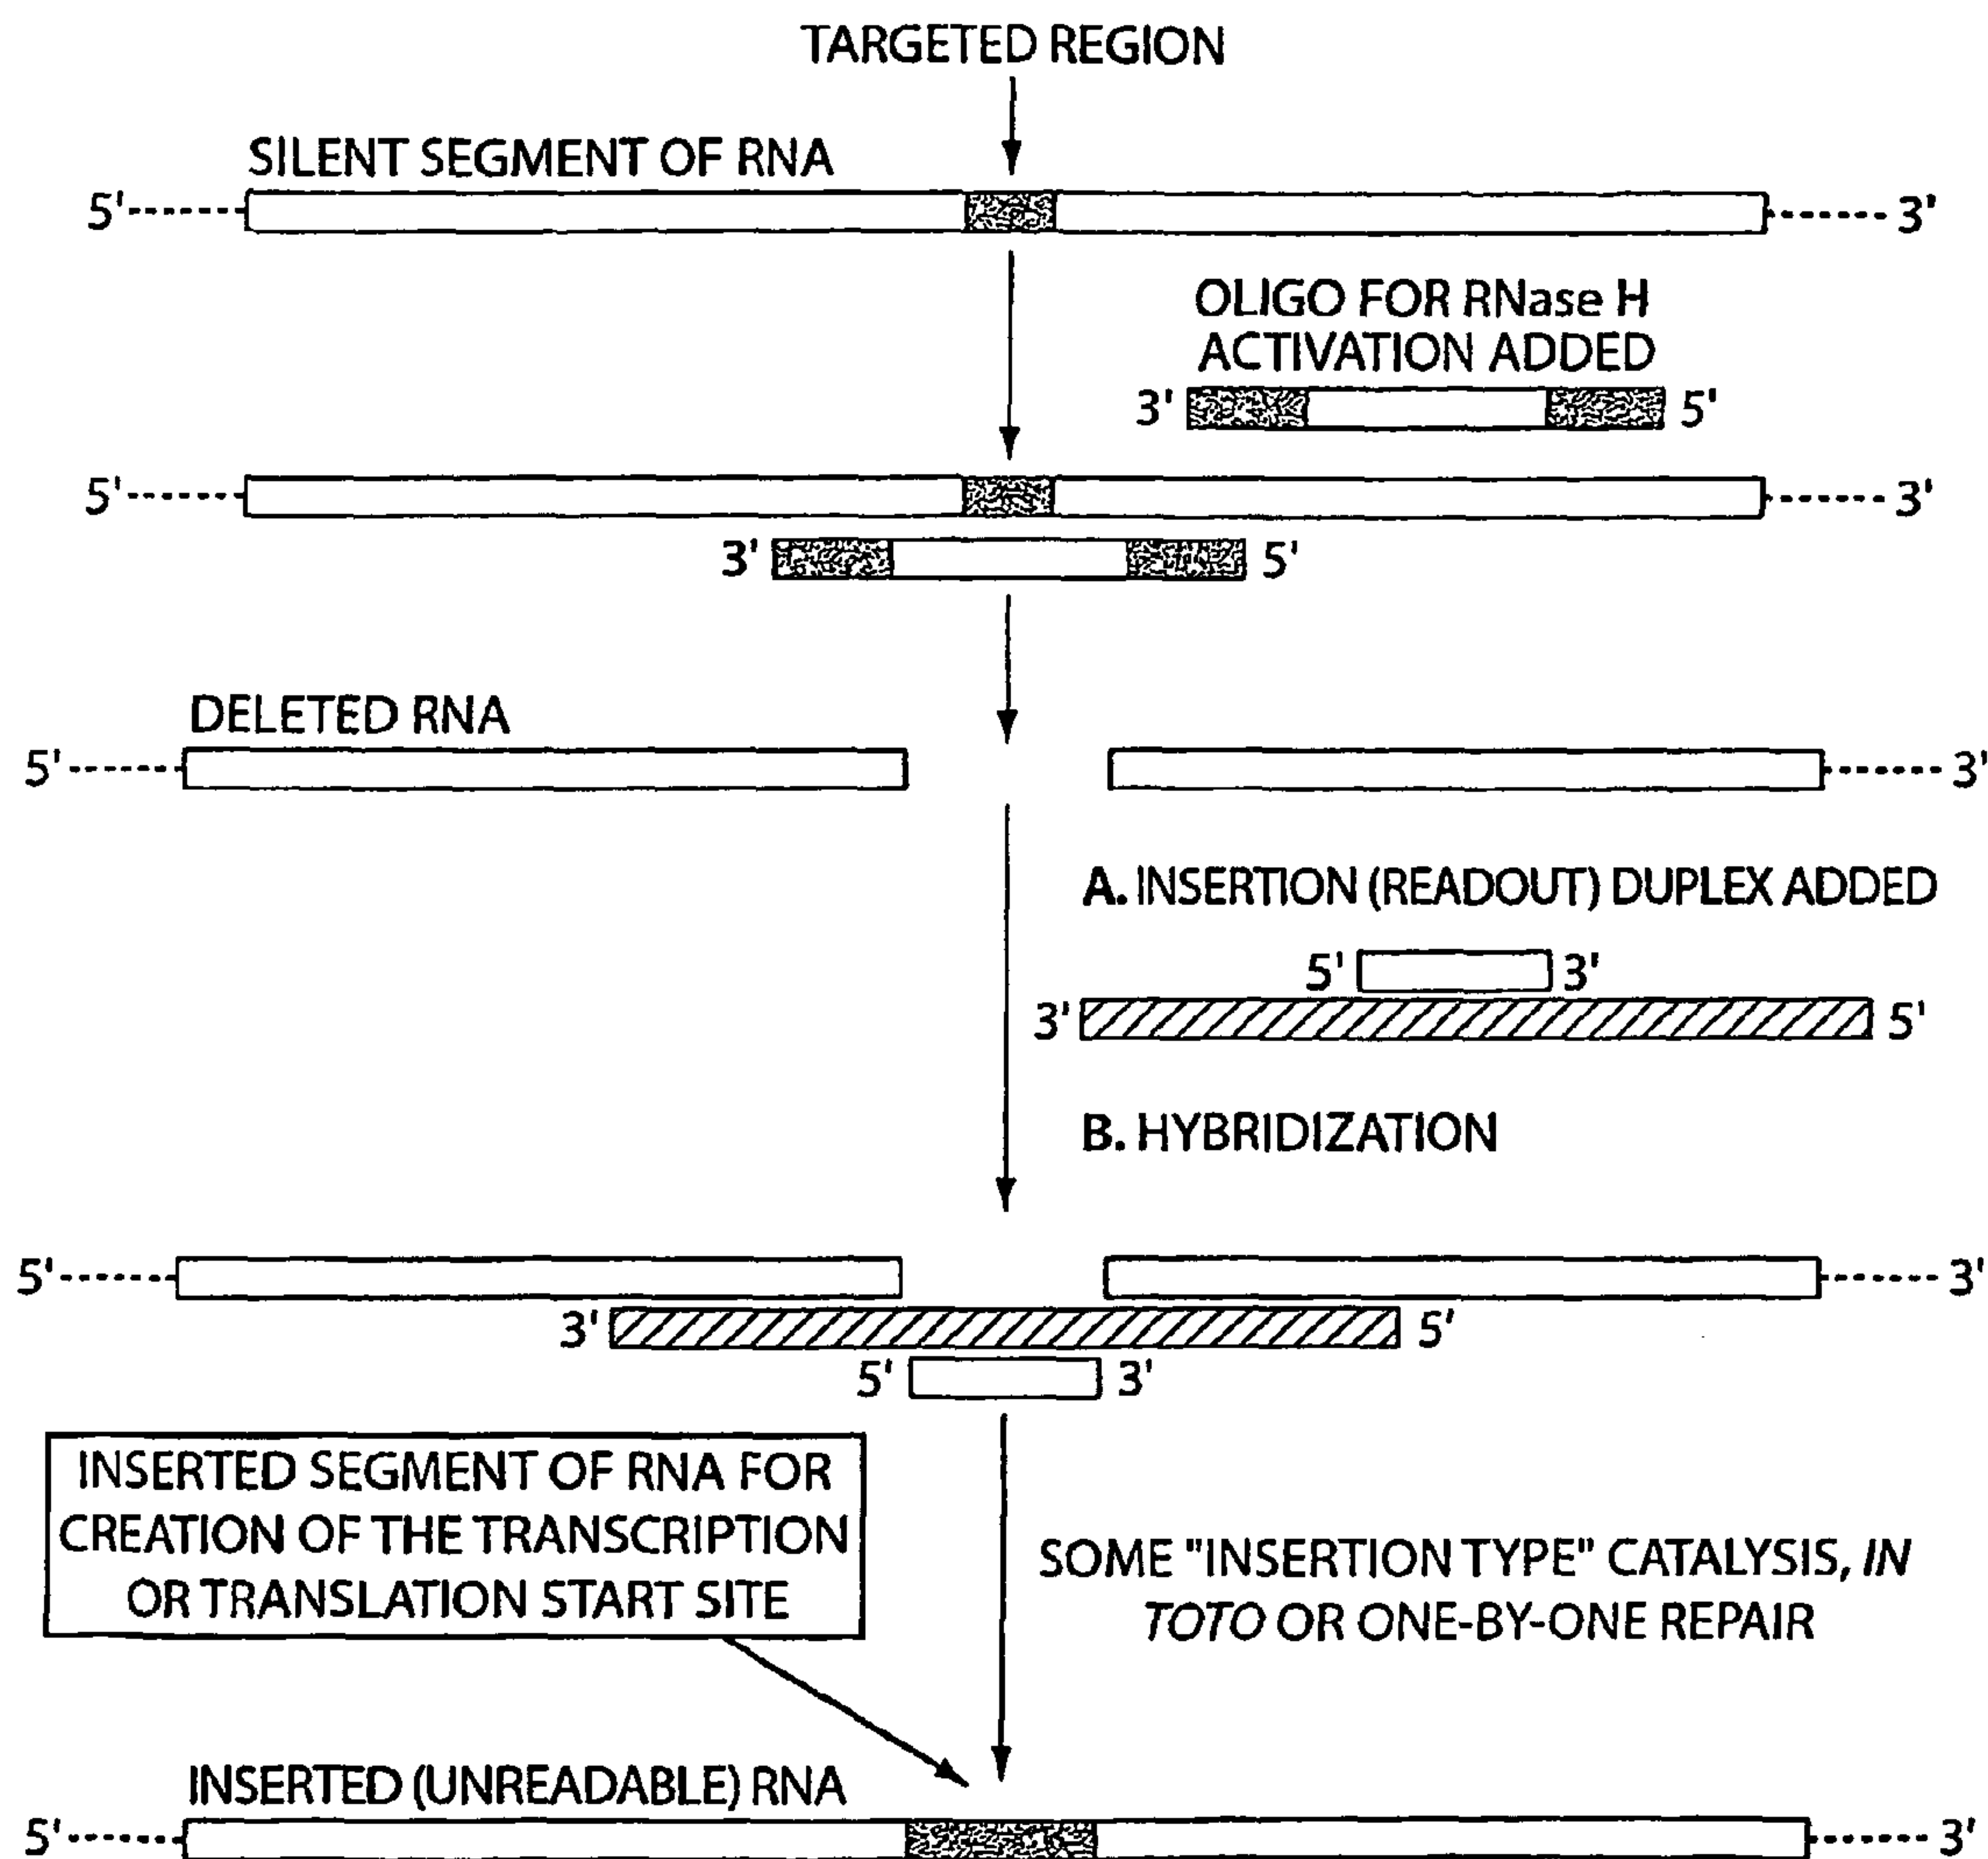 TARGETED REGION
SILENT SEGMENT OF RNA
5' 3'
OLIGO FOR RNase H
ACTIVATION ADDED
3' 5'
5' 3'
3' 5'
DELETED RNA
5' 3'
A. INSERTION (READOUT) DUPLEX ADDED
5' 3'
3' 5'
B. HYBRIDIZATION
5' 3'
3' 5'
5' 3'
INSERTED SEGMENT OF RNA FOR
CREATION OF THE TRANSCRIPTION
OR TRANSLATION START SITE
SOME "INSERTION TYPE" CATALYSIS, IN
TOTO OR ONE-BY-ONE REPAIR
INSERTED (UNREADABLE) RNA
5' 3'